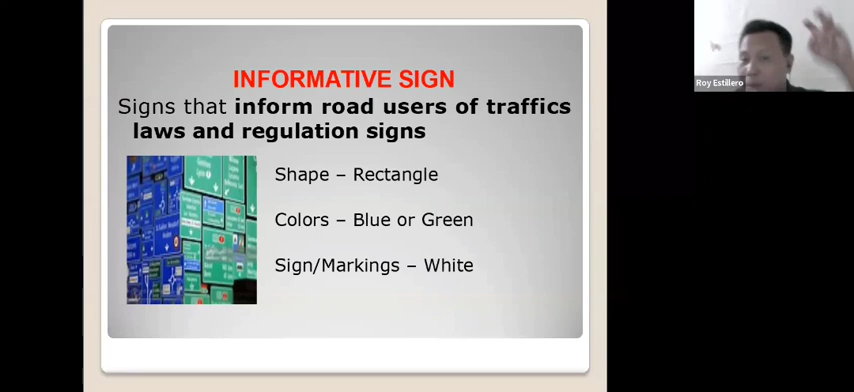 INFORMATIVE SIGN
Signs that inform road users of traffics
laws and regulation signs
Shape – Rectangle
Colors – Blue or Green
Sign/Markings – White
Roy Estillero